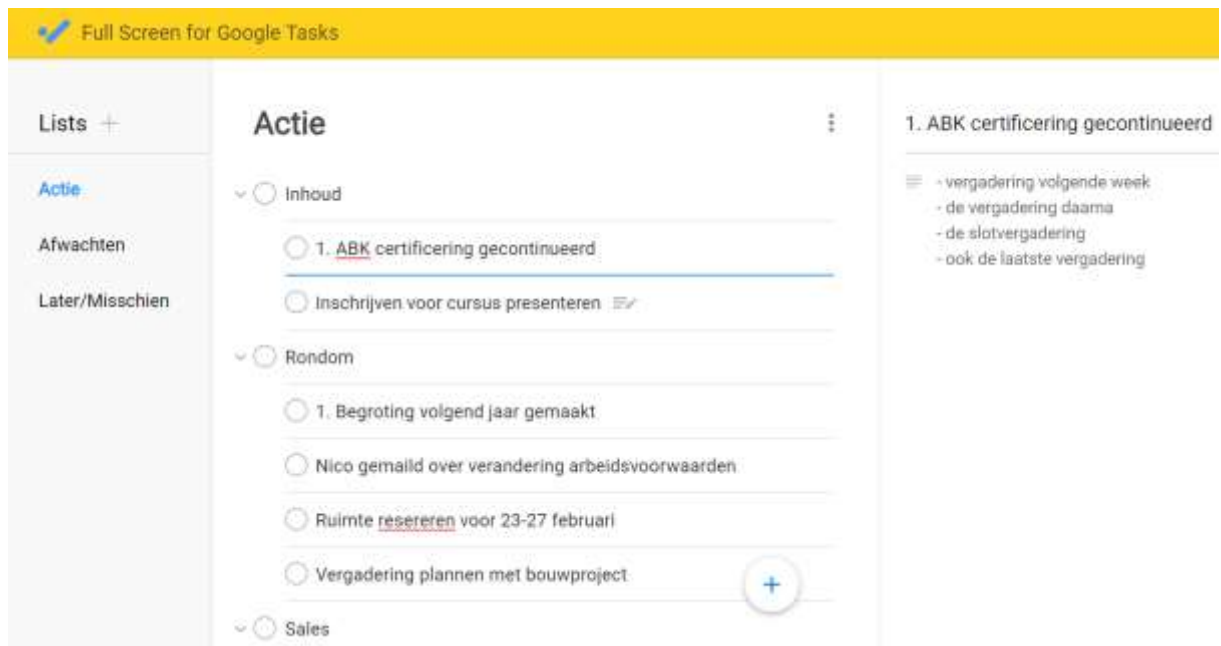 Full Screen for Google Tasks
Lists
Actie
Afwachten
Later/Misschien
Actie
Inhoud
1. ABK certificering gecontinueerd
Inschrijven voor cursus presenteren
Rondom
1. Begroting volgend jaar gemaakt
Nico gemaild over verandering arbeidsvoorwaarden
Ruimte resereren voor 23-27 februari
Vergadering plannen met bouwproject
Sales
1. ABK certificering gecontinueerd
- vergadering volgende week
- de vergadering daarna
- de slotvergadering
- ook de laatste vergadering